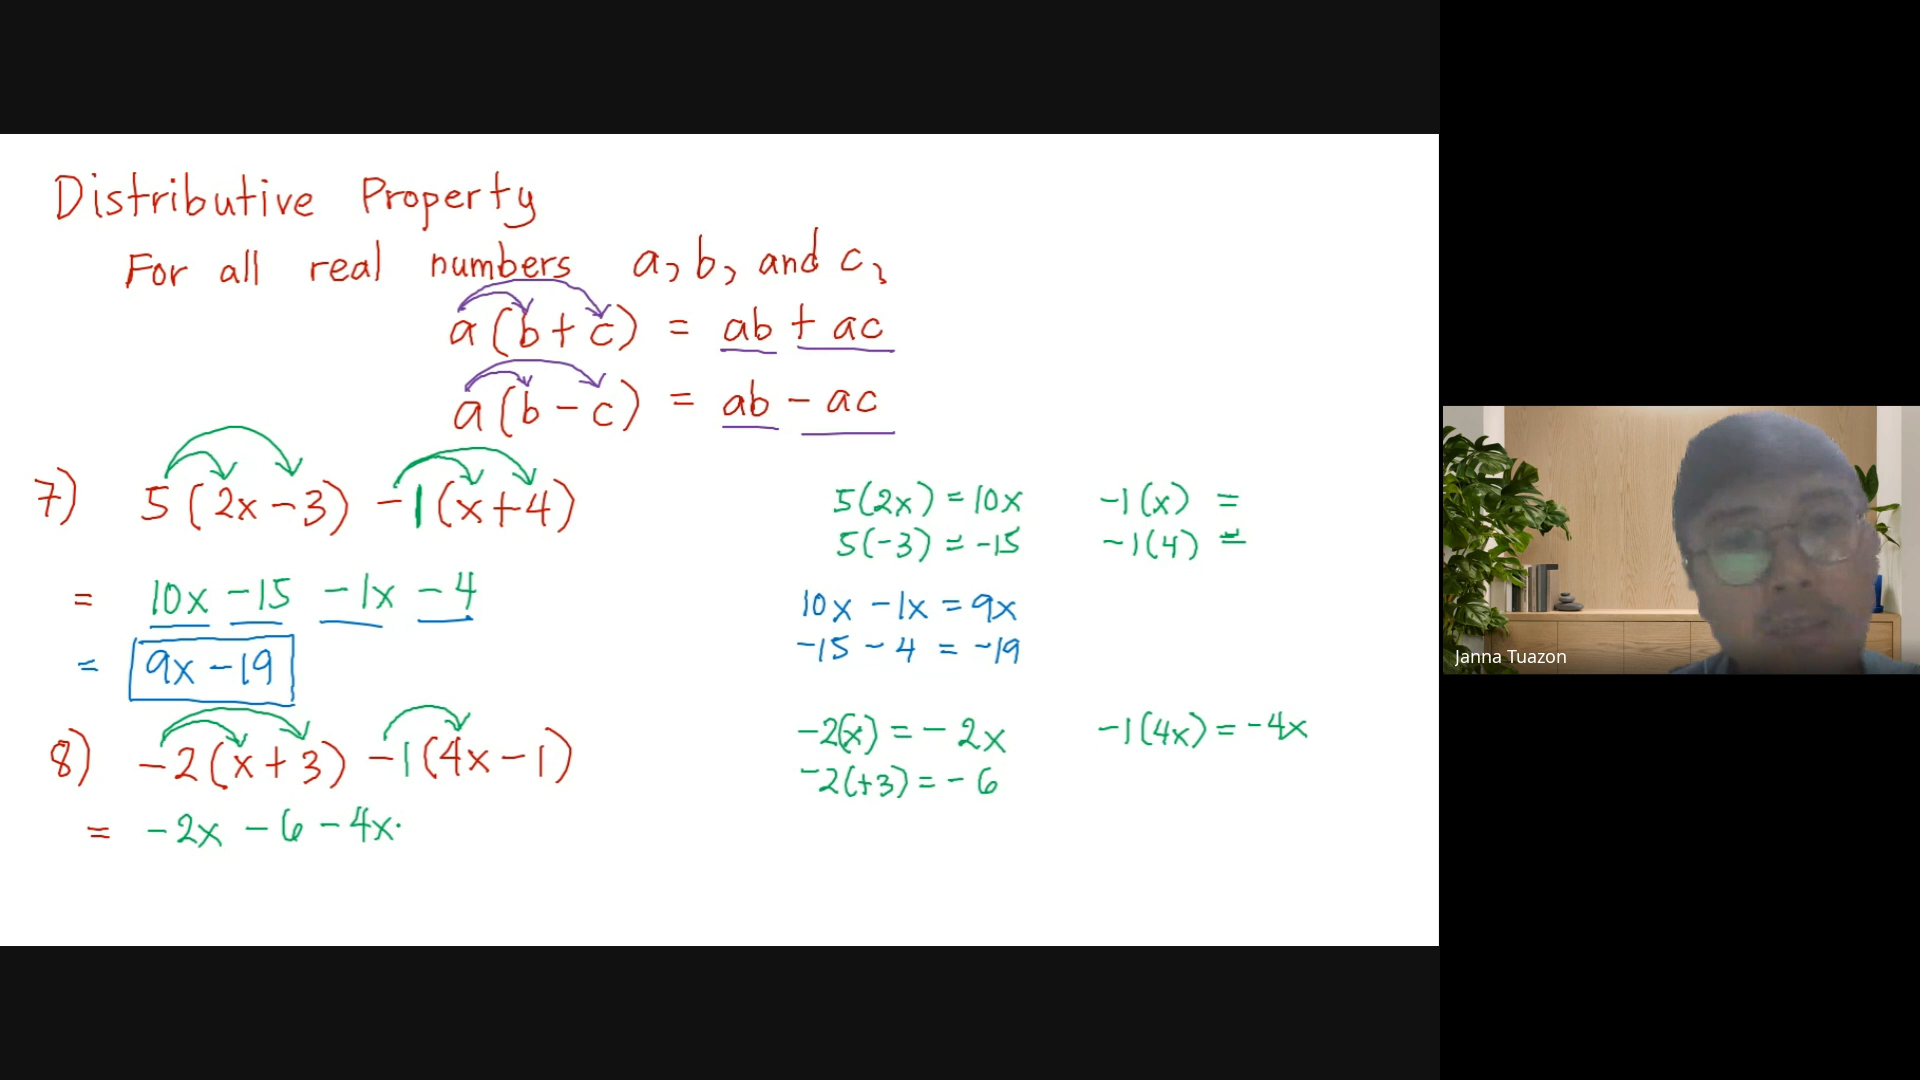 Distributive Property
For all real numbers a, b, and c,
a(b+c) = ab + ac
a(b-c) = ab - ac
7) 5(2x-3) -1(x+4)
= 10x -15 -1x -4
= 9x -19
5(2x) = 10x
5(-3) = -15
-1(x) =
-1(4) =
10x -1x = 9x
-15 - 4 = -19
8) -2(x+3) -1(4x-1)
= -2x - 6 - 4x
-2(x) = -2x
-2(+3) = -6
-1(4x) = -4x
Janna Tuazon